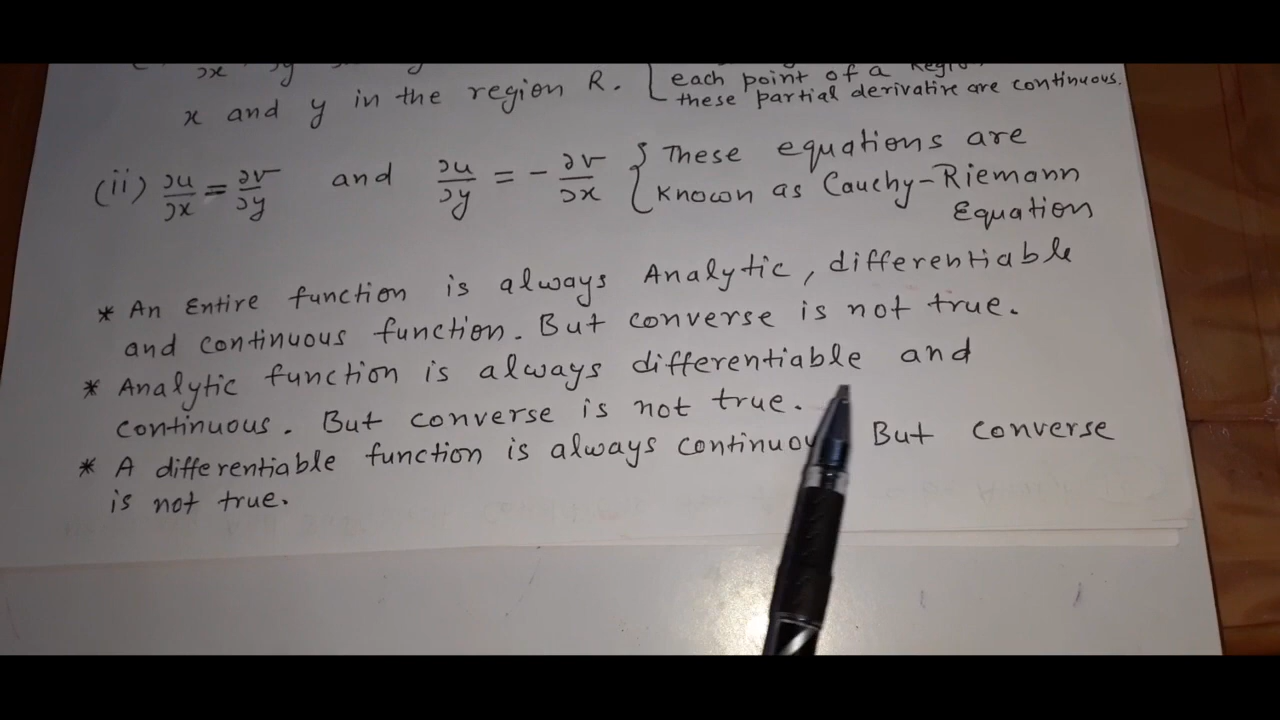 ∂x ∂y
x and y in the region R. { each point of a Region
these partial derivative are continuous.
(ii) ∂u/∂x = ∂v/∂y and ∂u/∂y = - ∂v/∂x { These equations are
known as Cauchy-Riemann
Equation
* An Entire function is always Analytic, differentiable
and continuous function. But converse is not true.
* Analytic function is always differentiable and
continuous. But converse is not true.
* A differentiable function is always continuou But converse
is not true.